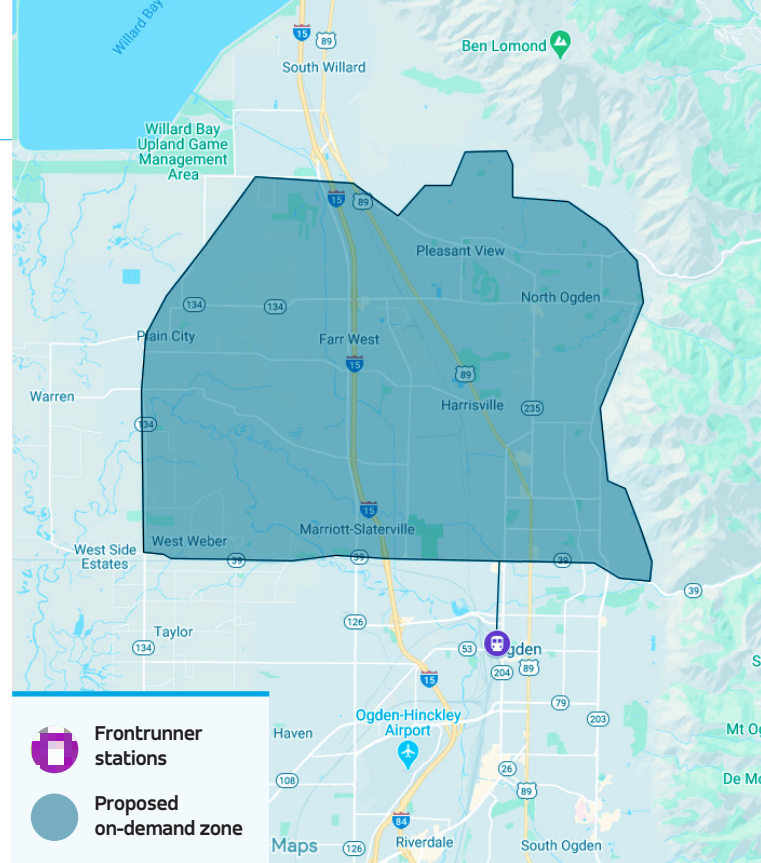 Willard Bay
15
89
South Willard
Ben Lomond
Willard Bay
Upland Game
Management
Area
15
89
Pleasant View
134
134
North Ogden
Plain City
Farr West
15
89
Warren
Harrisville
235
134
15
Marriott-Slaterville
West Weber
West Side
Estates
39
39
39
39
126
Taylor
134
53
gden
204
89
15
79
203
Ogden-Hinckley
Airport
Haven
Mt Og
26
108
89
De Mo
84
Maps
126
Riverdale
South Ogden
S
Frontrunner
stations
Proposed
on-demand zone